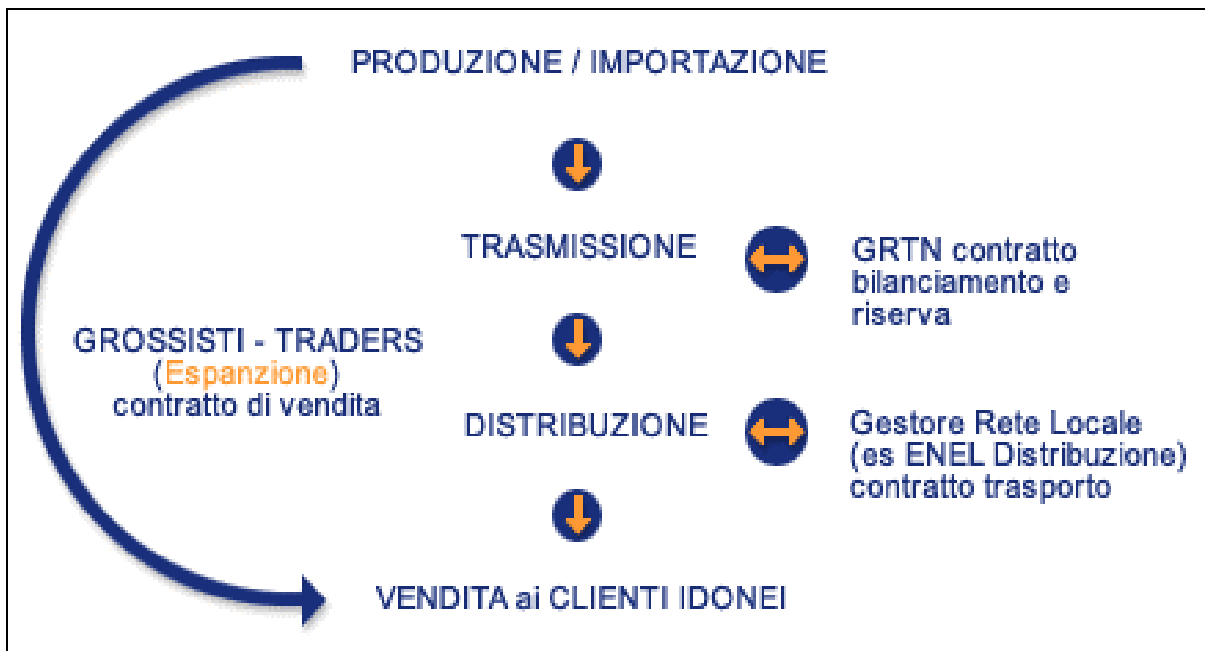 PRODUZIONE / IMPORTAZIONE
TRASMISSIONE
GRTN contratto
bilanciamento e
riserva
GROSSISTI - TRADERS
(Espanzione)
contratto di vendita
DISTRIBUZIONE
Gestore Rete Locale
(es ENEL Distribuzione)
contratto trasporto
VENDITA ai CLIENTI IDONEI